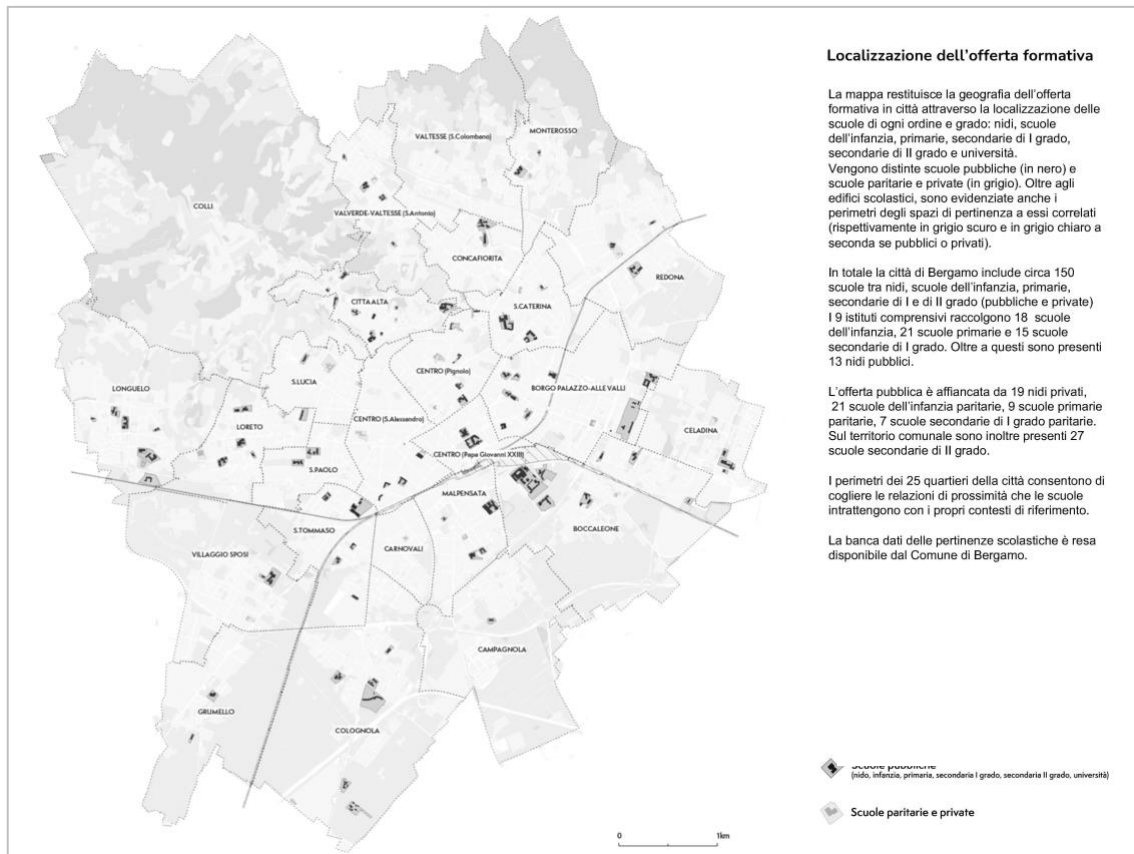 Localizzazione dell'offerta formativa
La mappa restituisce la geografia dell'offerta
formativa in città attraverso la localizzazione delle
scuole di ogni ordine e grado: nidi, scuole
dell'infanzia, primarie, secondarie di I grado,
secondarie di II grado e università.
Vengono distinte scuole pubbliche (in nero) e
scuole paritarie e private (in grigio). Oltre agli
edifici scolastici, sono evidenziate anche i
perimetri degli spazi di pertinenza a essi correlati
(rispettivamente in grigio scuro e in grigio chiaro a
seconda se pubblici o privati).
In totale la città di Bergamo include circa 150
scuole tra nidi, scuole dell'infanzia, primarie,
secondarie di I e di II grado (pubbliche e private)
I 9 istituti comprensivi raccolgono 18 scuole
dell'infanzia, 21 scuole primarie e 15 scuole
secondarie di I grado. Oltre a questi sono presenti
13 nidi pubblici.
L'offerta pubblica è affiancata da 19 nidi privati,
21 scuole dell'infanzia paritarie, 9 scuole primarie
paritarie, 7 scuole secondarie di I grado paritarie.
Sul territorio comunale sono inoltre presenti 27
scuole secondarie di II grado.
I perimetri dei 25 quartieri della città consentono di
cogliere le relazioni di prossimità che le scuole
intrattengono con i propri contesti di riferimento.
La banca dati delle pertinenze scolastiche è resa
disponibile dal Comune di Bergamo.
VALTESSE (S.Colombano)
MONTEROSSO
COLLI
VALVERDE-VALTESSE (S.Antonio)
CONCAFIORITA
REDONA
CITTA ALTA
S.CATERINA
S.LUCIA
CENTRO (Pignolo)
LONGUELO
BORGO PALAZZO-ALLE VALLI
LORETO
CENTRO (S.Alessandro)
CELADINA
CENTRO (Papa Giovanni XXIII)
S.PAOLO
MALPENSATA
S.TOMMASO
BOCCALEONE
VILLAGGIO SPOSI
CARNOVALI
CAMPAGNOLA
GRUMELLO
COLOGNOLA
Scuole pubbliche
(nido, infanzia, primaria, secondaria I grado, secondaria II grado, università)
Scuole paritarie e private
0 1km